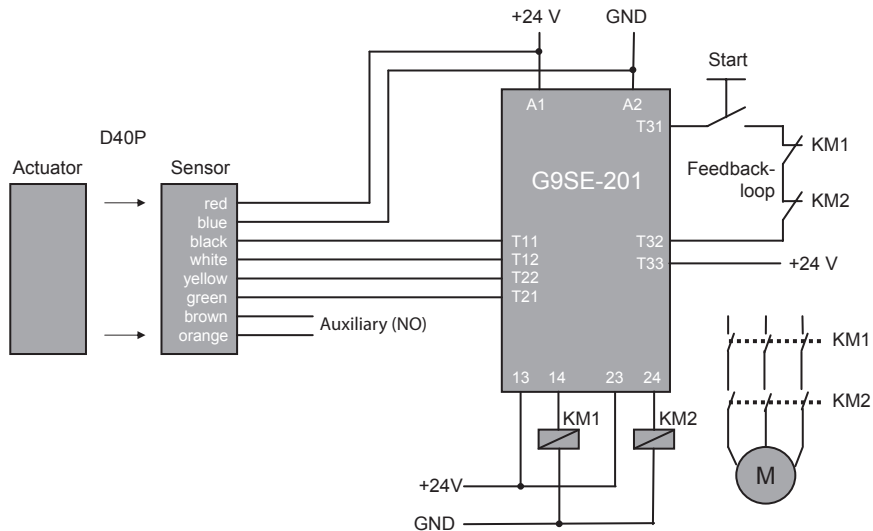 +24 V
GND
Start
A1
A2
T31
D40P
KM1
Actuator
Sensor
G9SE-201
Feedback-
loop
KM2
red
blue
black
T11
T32
white
T12
T33
+24 V
yellow
T22
green
T21
brown
Auxiliary (NO)
orange
KM1
13
14
23
24
KM2
KM1
KM2
M
+24V
GND